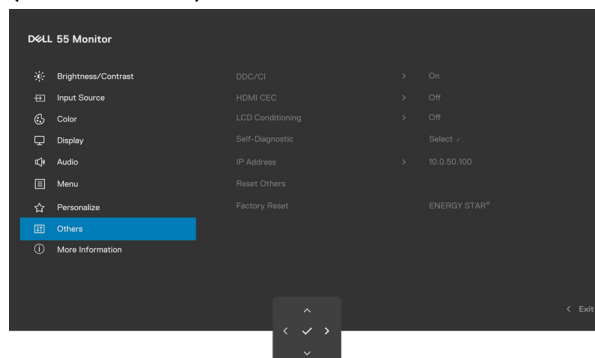 DELL 55 Monitor
Brightness/Contrast DDC/CI > On
Input Source HDMI CEC > Off
Color LCD Conditioning > Off
Display Self-Diagnostic Select
Audio IP Address > 10.0.50.100
Menu Reset Others
Personalize Factory Reset ENERGY STAR®
Others
More Information
< Exit